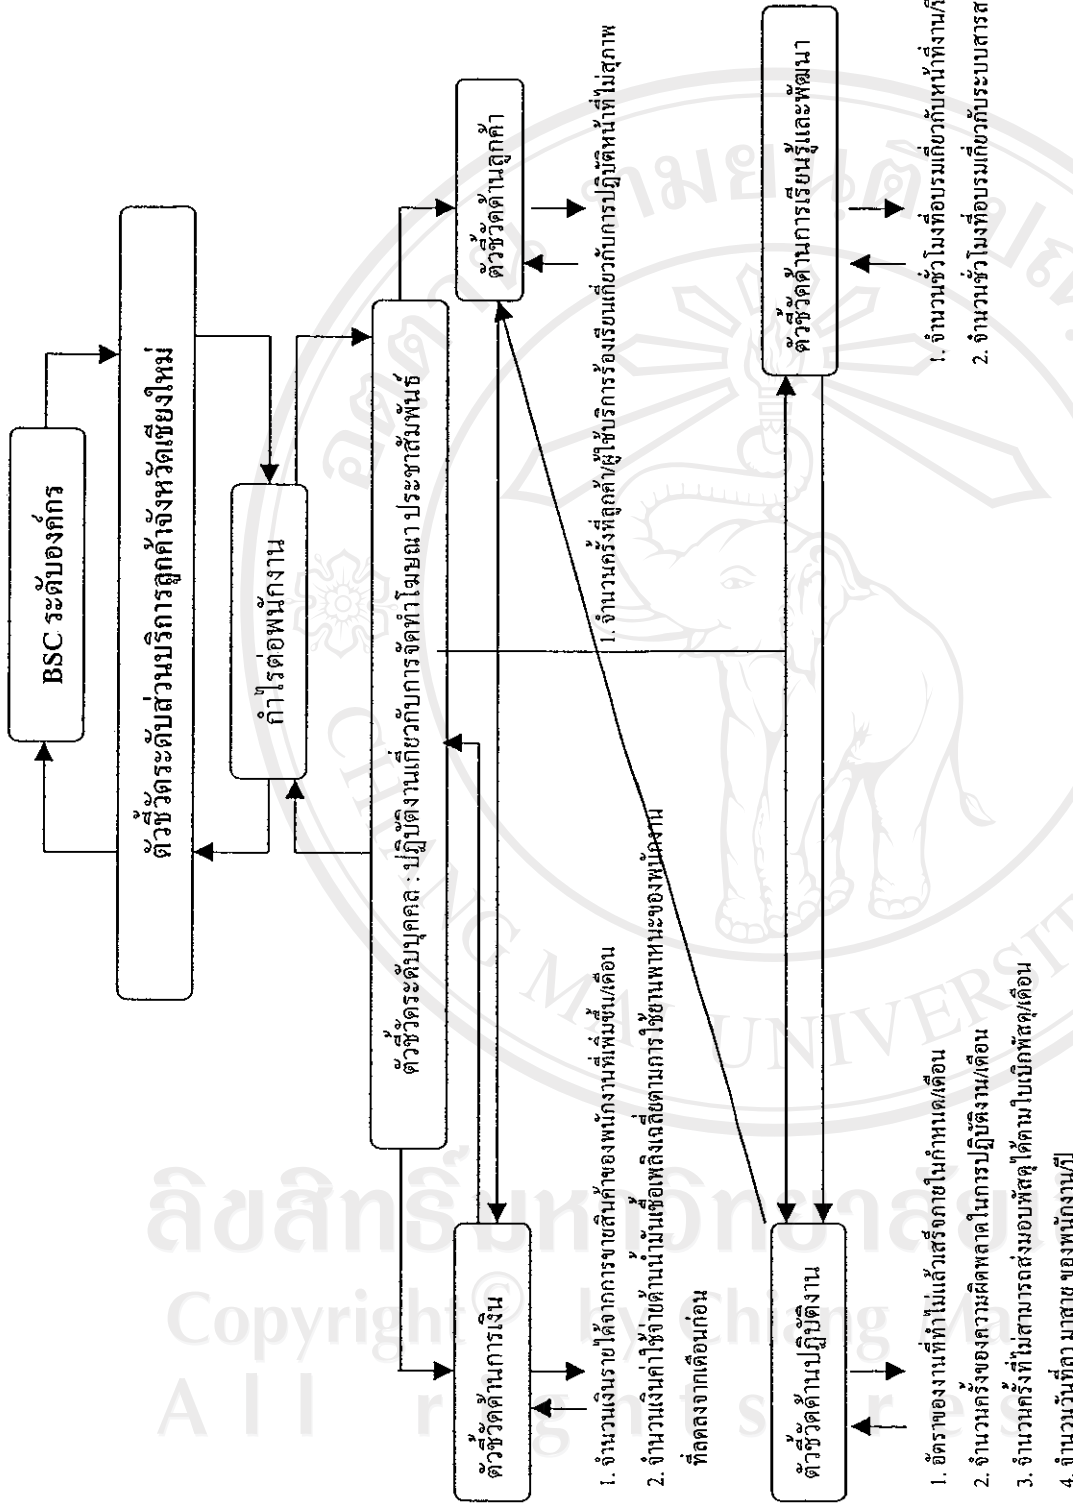 BSC ระดับองค์กร
ตัวชี้วัดระดับส่วนบริการลูกค้าจังหวัดเชียงใหม่
กำไรต่อพนักงาน
ตัวชี้วัดระดับบุคคล : ปฏิบัติงานเกี่ยวกับการจัดทำโฆษณา ประชาสัมพันธ์
ตัวชี้วัดด้านการเงิน
ตัวชี้วัดด้านลูกค้า
1. จำนวนเงินรายได้จากการขายสินค้าของพนักงานที่เพิ่มขึ้น/เดือน
2. จำนวนเงินค่าใช้จ่ายด้านน้ำมันเชื้อเพลิงเฉลี่ยตามการใช้ยานพาหนะของพนักงาน
ที่ลดลงจากเดือนก่อน
1. จำนวนครั้งที่ลูกค้า/ผู้ใช้บริการร้องเรียนเกี่ยวกับการปฏิบัติหน้าที่ไม่สุภาพ
ตัวชี้วัดด้านปฏิบัติงาน
ตัวชี้วัดด้านการเรียนรู้และพัฒนา
1. อัตราของงานที่ทำไม่แล้วเสร็จภายในกำหนด/เดือน
2. จำนวนครั้งของความผิดพลาดในการปฏิบัติงาน/เดือน
3. จำนวนครั้งที่ไม่สามารถส่งมอบพัสดุได้ตามใบเบิกพัสดุ/เดือน
4. จำนวนวันที่ลา มาสาย ของพนักงาน/ปี
1. จำนวนชั่วโมงที่อบรมเกี่ยวกับหน้าที่งาน/
2. จำนวนชั่วโมงที่อบรมเกี่ยวกับระบบสารส
CHIANG MAI UNIVERSIT
ลิขสิทธิ์มหาวิทยาลัย
Copyright © by Chiang Mai
All rights res